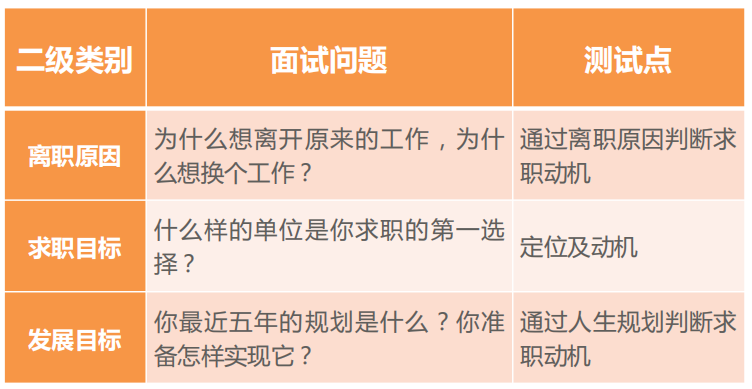 二级类别
面试问题
测试点
离职原因
为什么想离开原来的工作，为什
么想换个工作？
通过离职原因判断求
职动机
求职目标
什么样的单位是你求职的第一选
择？
定位及动机
发展目标
你最近五年的规划是什么？你准
备怎样实现它？
通过人生规划判断求
职动机